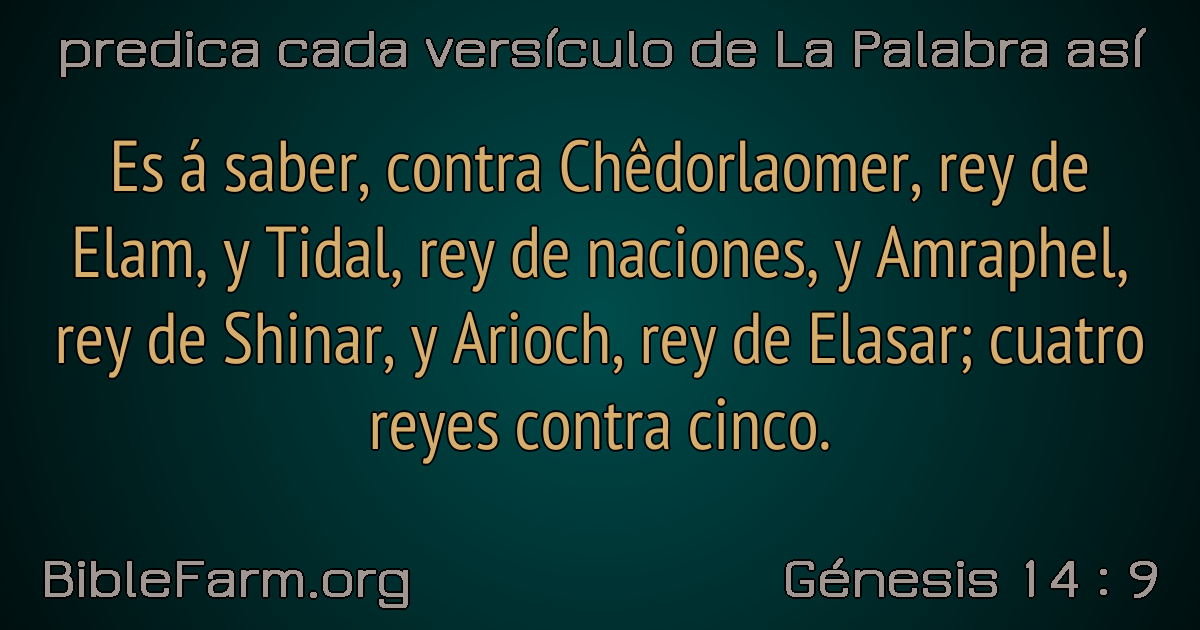 predica cada versículo de La Palabra así
Es á saber, contra Chêdorlaomer, rey de
Elam, y Tidal, rey de naciones, y Amraphel,
rey de Shinar, y Arioch, rey de Elasar; cuatro
reyes contra cinco.
BibleFarm.org
Génesis 14 : 9